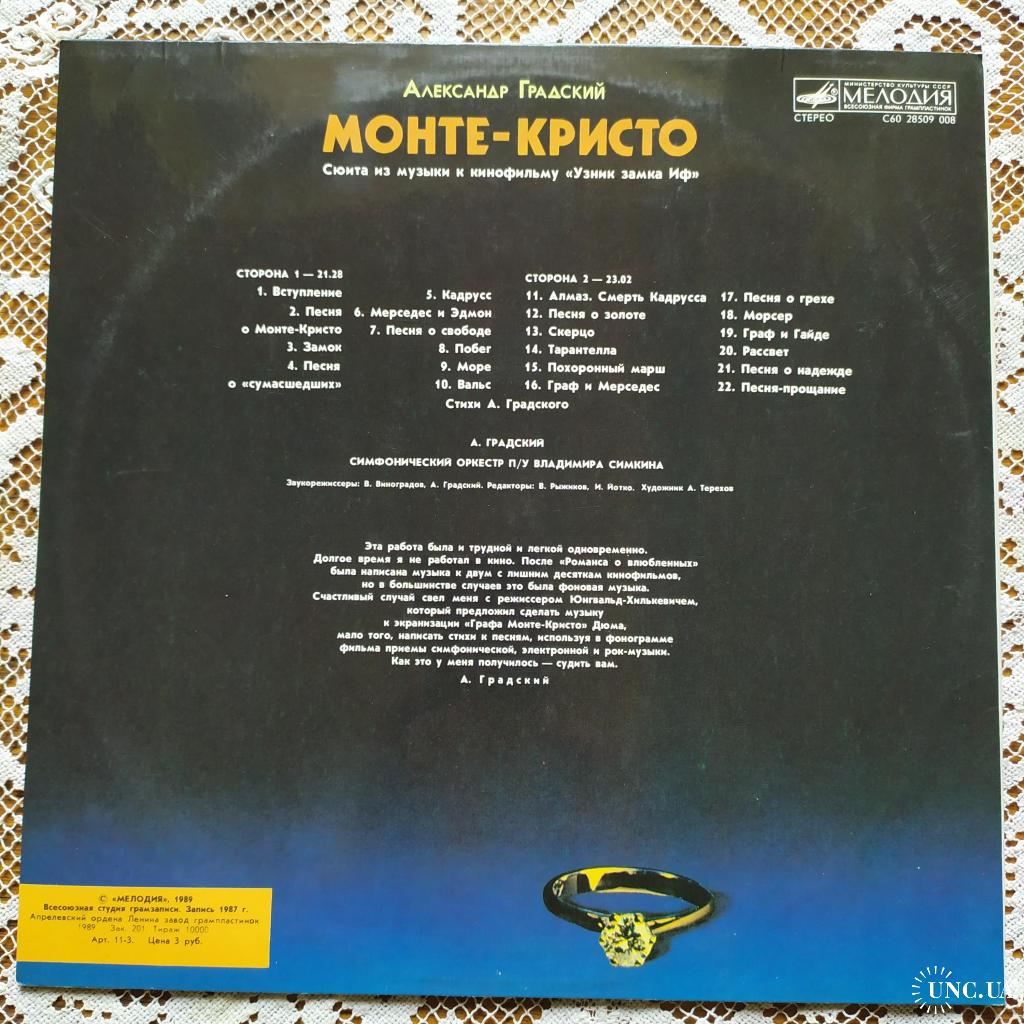 Александр Градский
МИНИСТЕРСТВО КУЛЬТУРЫ СССР
МЕЛОДИЯ
ВСЕСОЮЗНАЯ ФИРМА ГРАМПЛАСТИНОК
СТЕРЕО
С60 28509 008
МОНТЕ-КРИСТО
Сюита из музыки к кинофильму «Узник замка Иф»
СТОРОНА 1 — 21.28
1. Вступление
2. Песня
о Монте-Кристо
3. Замок
4. Песня
о «сумасшедших»
5. Кадрусс
6. Мерседес и Эдмон
7. Песня о свободе
8. Побег
9. Море
10. Вальс
СТОРОНА 2 — 23.02
11. Алмаз. Смерть Кадрусса
12. Песня о золоте
13. Скерцо
14. Тарантелла
15. Похоронный марш
16. Граф и Мерседес
17. Песня о грехе
18. Морсер
19. Граф и Гайде
20. Рассвет
21. Песня о надежде
22. Песня-прощание
Стихи А. Градского
А. ГРАДСКИЙ
СИМФОНИЧЕСКИЙ ОРКЕСТР П/У ВЛАДИМИРА СИМКИНА
Звукорежиссеры: В. Виноградов, А. Градский. Редакторы: В. Рыжиков, И. Йотко. Художник А. Терехов
Эта работа была и трудной и легкой одновременно.
Долгое время я не работал в кино. После «Романса о влюбленных»
была написана музыка к двум с лишним десяткам кинофильмов,
но в большинстве случаев это была фоновая музыка.
Счастливый случай свел меня с режиссером Юнгвальд-Хилькевичем,
который предложил сделать музыку
к экранизации «Графа Монте-Кристо» Дюма,
мало того, написать стихи к песням, используя в фонограмме
фильма приемы симфонической, электронной и рок-музыки.
Как это у меня получилось — судить вам.
А. Градский
© «МЕЛОДИЯ», 1989
Всесоюзная студия грамзаписи. Запись 1987 г.
Апрелевский ордена Ленина завод грампластинок
1989 Зак. 201 Тираж 10000
Арт. 11-3. Цена 3 руб.
UNC.UA